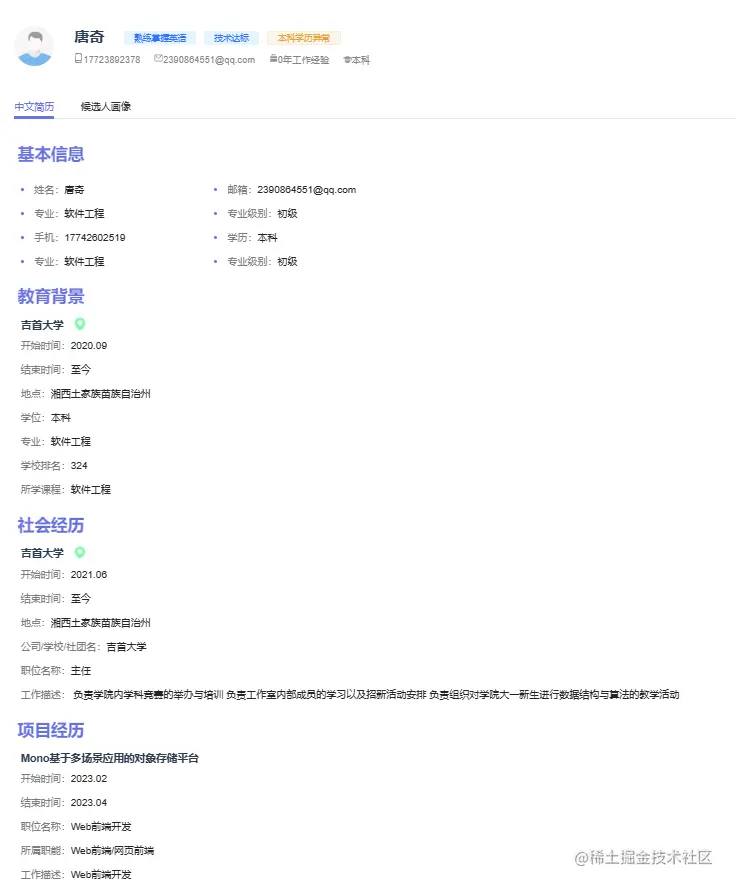 唐奇 熟练掌握英语 技术达标 本科学历异常
17723892378 2390864551@qq.com 0年工作经验 本科
中文简历 候选人画像
基本信息
姓名: 唐奇 邮箱: 2390864551@qq.com
专业: 软件工程 专业级别: 初级
手机: 17742602519 学历: 本科
专业: 软件工程 专业级别: 初级
教育背景
吉首大学
开始时间: 2020.09
结束时间: 至今
地点: 湘西土家族苗族自治州
学位: 本科
专业: 软件工程
学校排名: 324
所学课程: 软件工程
社会经历
吉首大学
开始时间: 2021.06
结束时间: 至今
地点: 湘西土家族苗族自治州
公司/学校/社团名: 吉首大学
职位名称: 主任
工作描述: 负责学院内学科竞赛的举办与培训 负责工作室内部成员的学习以及招新活动安排 负责组织对学院大一新生进行数据结构与算法的教学活动
项目经历
Mono基于多场景应用的对象存储平台
开始时间: 2023.02
结束时间: 2023.04
职位名称: Web前端开发
所属职能: Web前端/网页前端
工作描述: Web前端开发
@稀土掘金技术社区